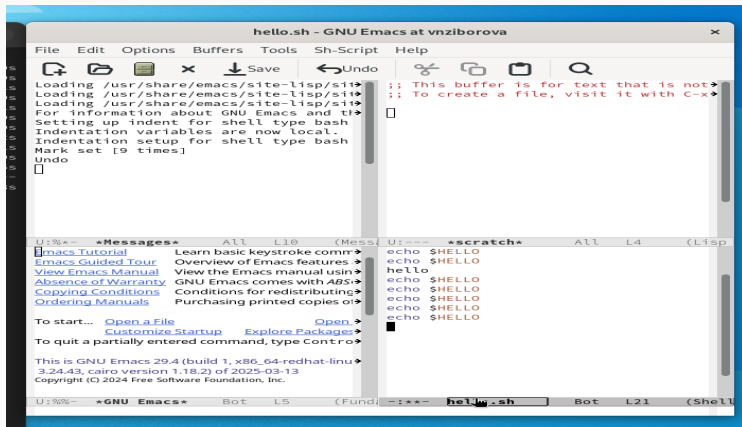 hello.sh - GNU Emacs at vnziborova
File Edit Options Buffers Tools Sh-Script Help
Save Undo
Loading /usr/share/emacs/site-lisp/sit
Loading /usr/share/emacs/site-lisp/sit
Loading /usr/share/emacs/site-lisp/sit
For information about GNU Emacs and th
Setting up indent for shell type bash
Indentation variables are now local.
Indentation setup for shell type bash
Mark set [9 times]
Undo
U:%*- *Messages* All L10 (Mess
;; This buffer is for text that is not
;; To create a file, visit it with C-x
U:--- *scratch* All L4 (Lisp
Emacs Tutorial Learn basic keystroke comm
Emacs Guided Tour Overview of Emacs features
View Emacs Manual View the Emacs manual usin
Absence of Warranty GNU Emacs comes with ABSO
Copying Conditions Conditions for redistributing
Ordering Manuals Purchasing printed copies of
To start... Open a File Open
Customize Startup Explore Packages
To quit a partially entered command, type Contro
This is GNU Emacs 29.4 (build 1, x86_64-redhat-linu
3.24.43, cairo version 1.18.2) of 2025-03-13
Copyright (C) 2024 Free Software Foundation, Inc.
U:%%- *GNU Emacs* Bot L5 (Funda
echo $HELLO
echo $HELLO
hello
echo $HELLO
echo $HELLO
echo $HELLO
echo $HELLO
echo $HELLO
-:**- hello.sh Bot L21 (Shell